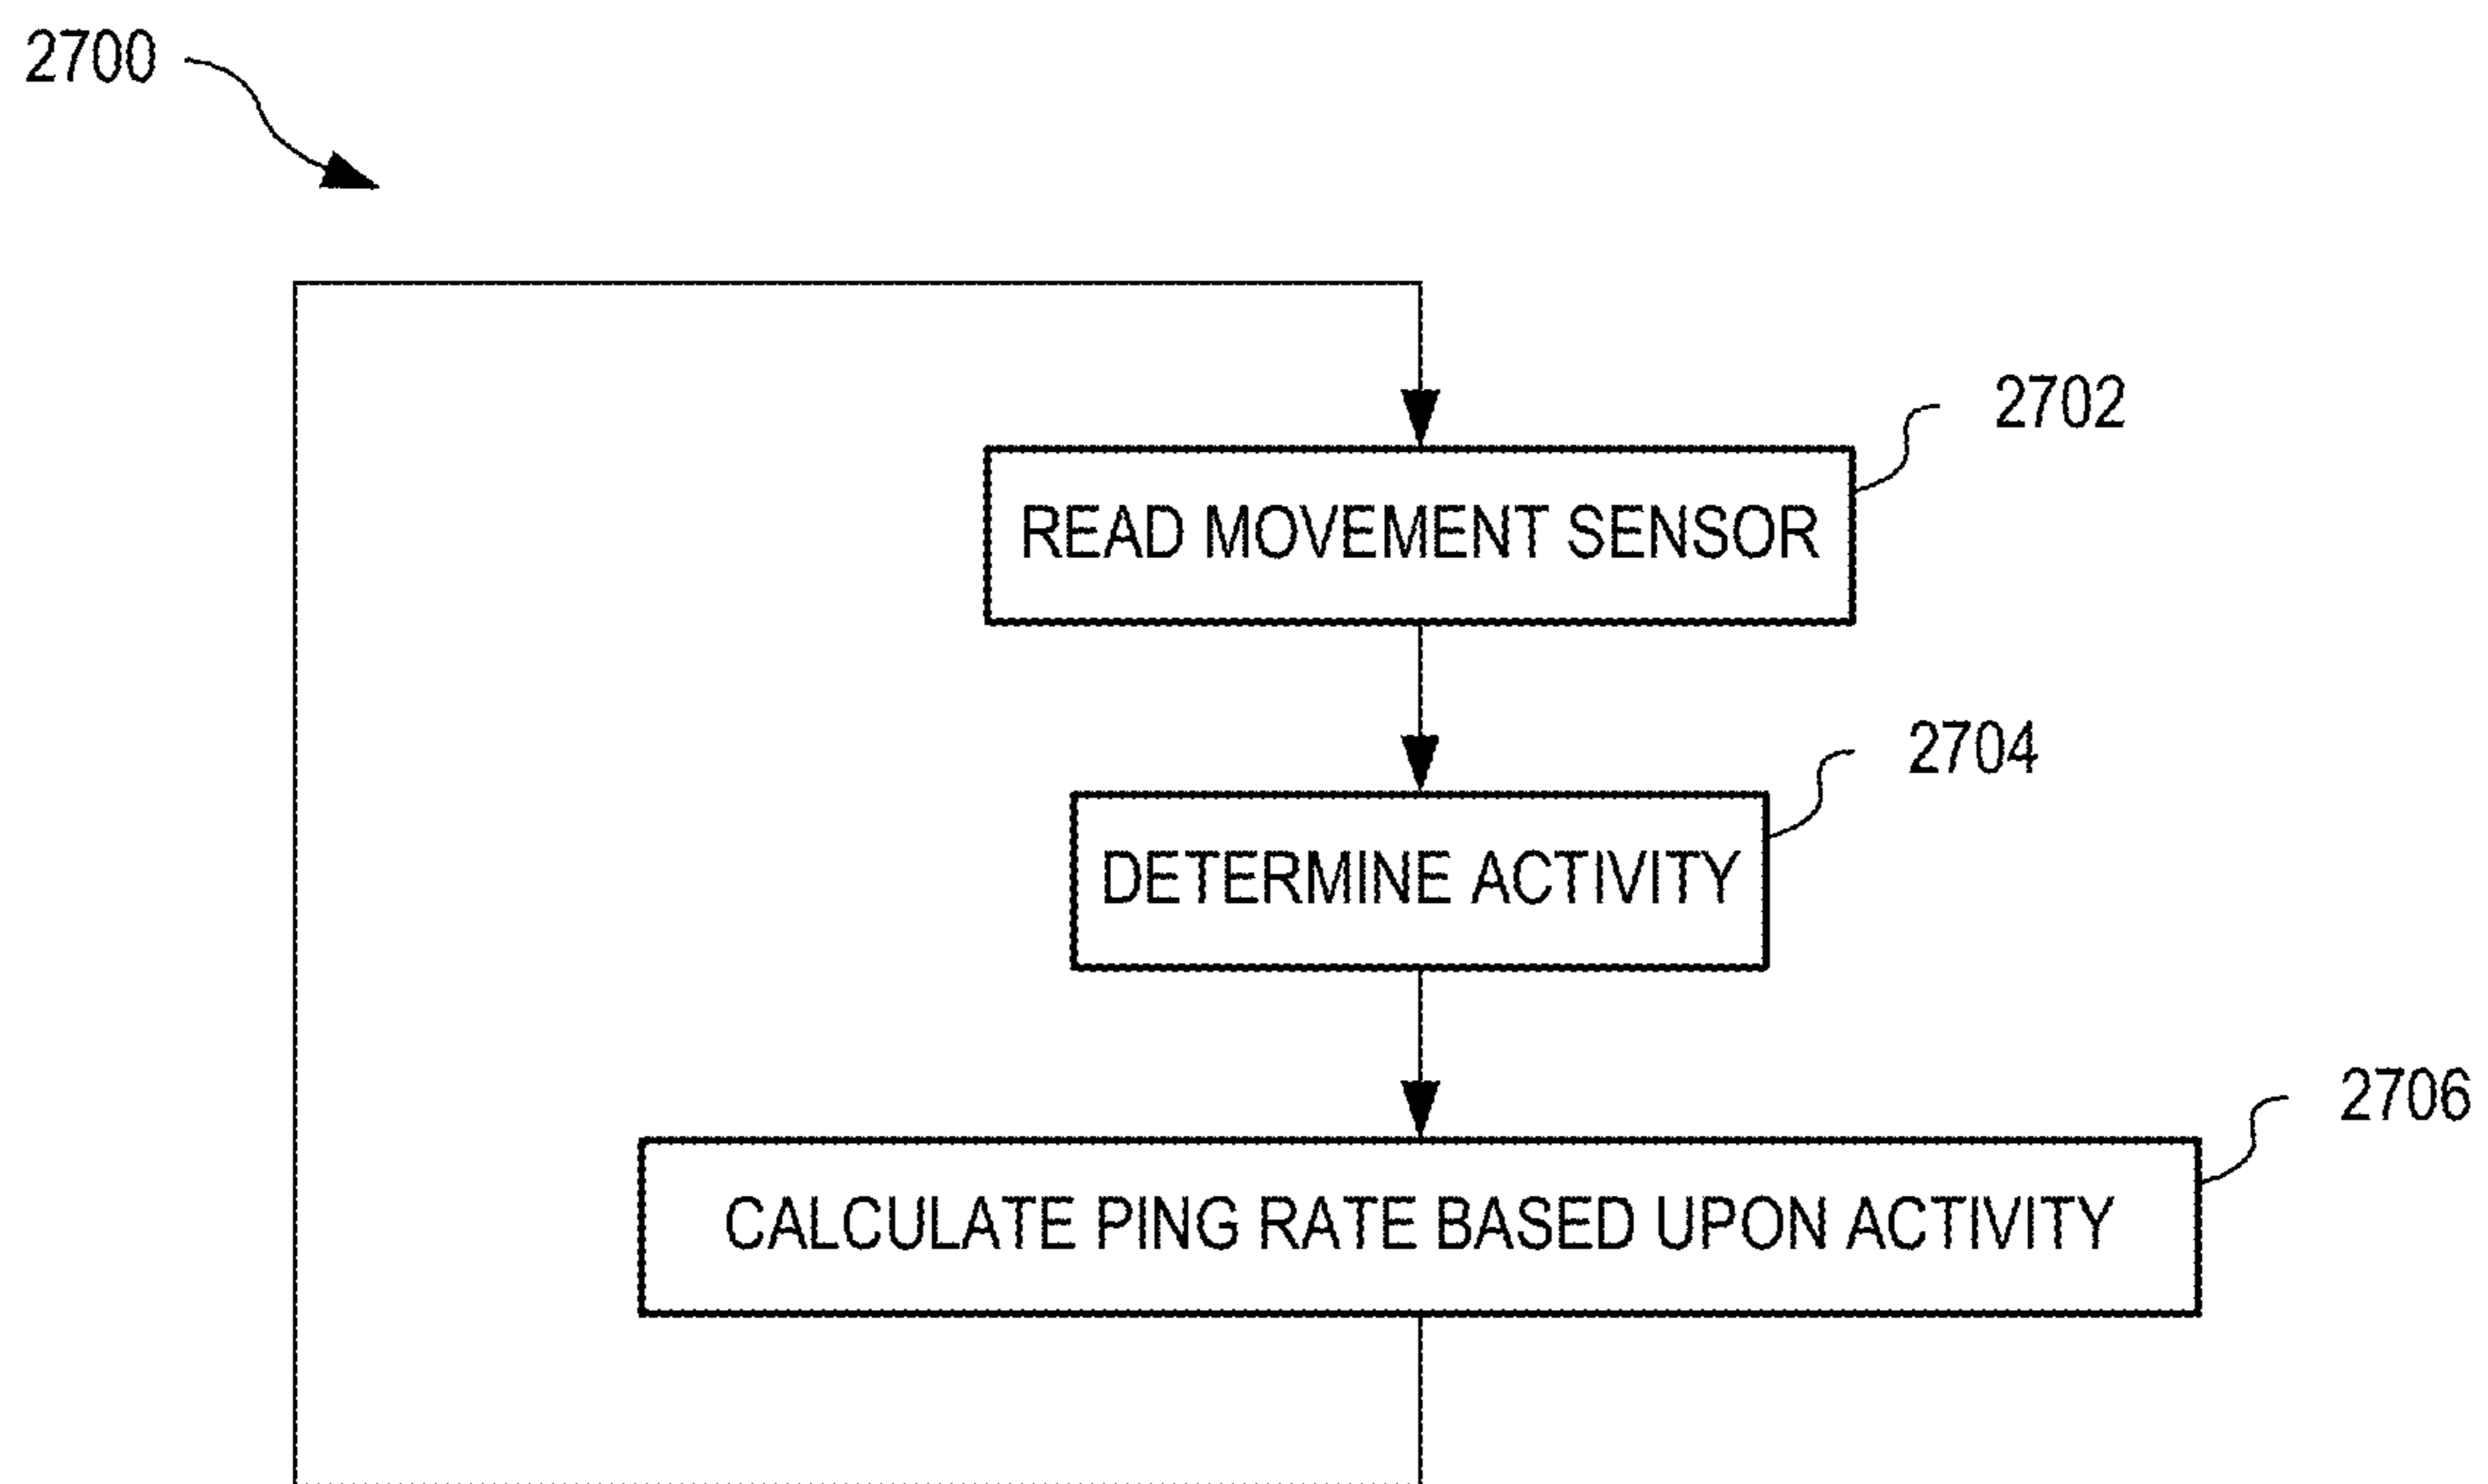 2700
2702
READ MOVEMENT SENSOR
2704
DETERMINE ACTIVITY
2706
CALCULATE PING RATE BASED UPON ACTIVITY